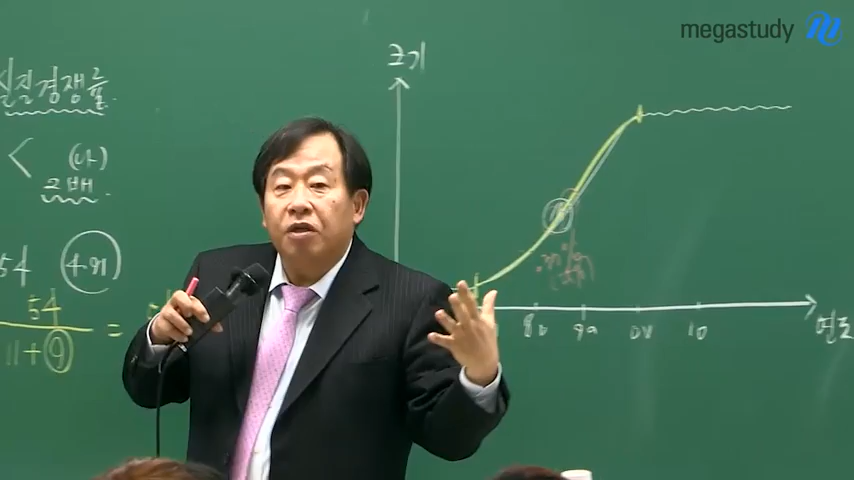 megastudy
실질경쟁률
< (나)
2배.
54 4위
54
11+9 =
크기
80 90 00 10
연도